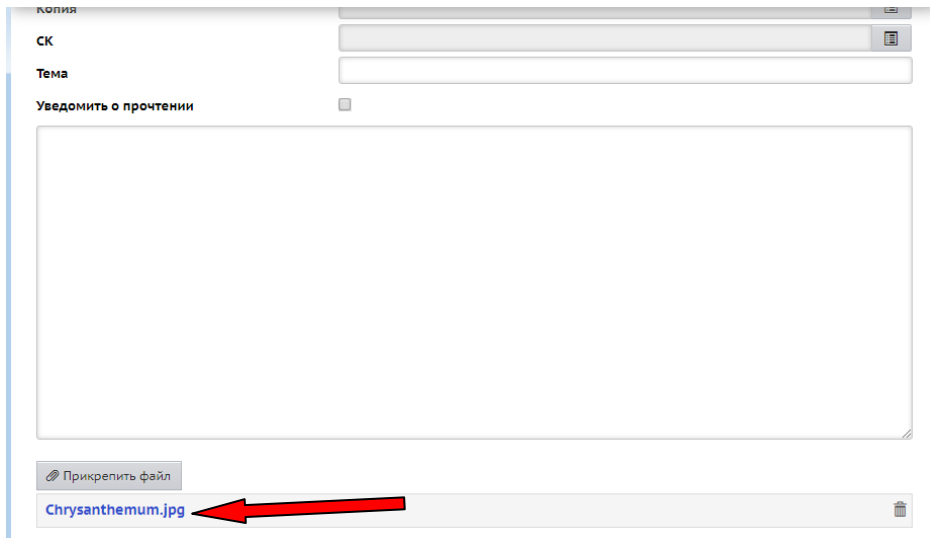 Копия
СК
Тема
Уведомить о прочтении
Прикрепить файл
Chrysanthemum.jpg